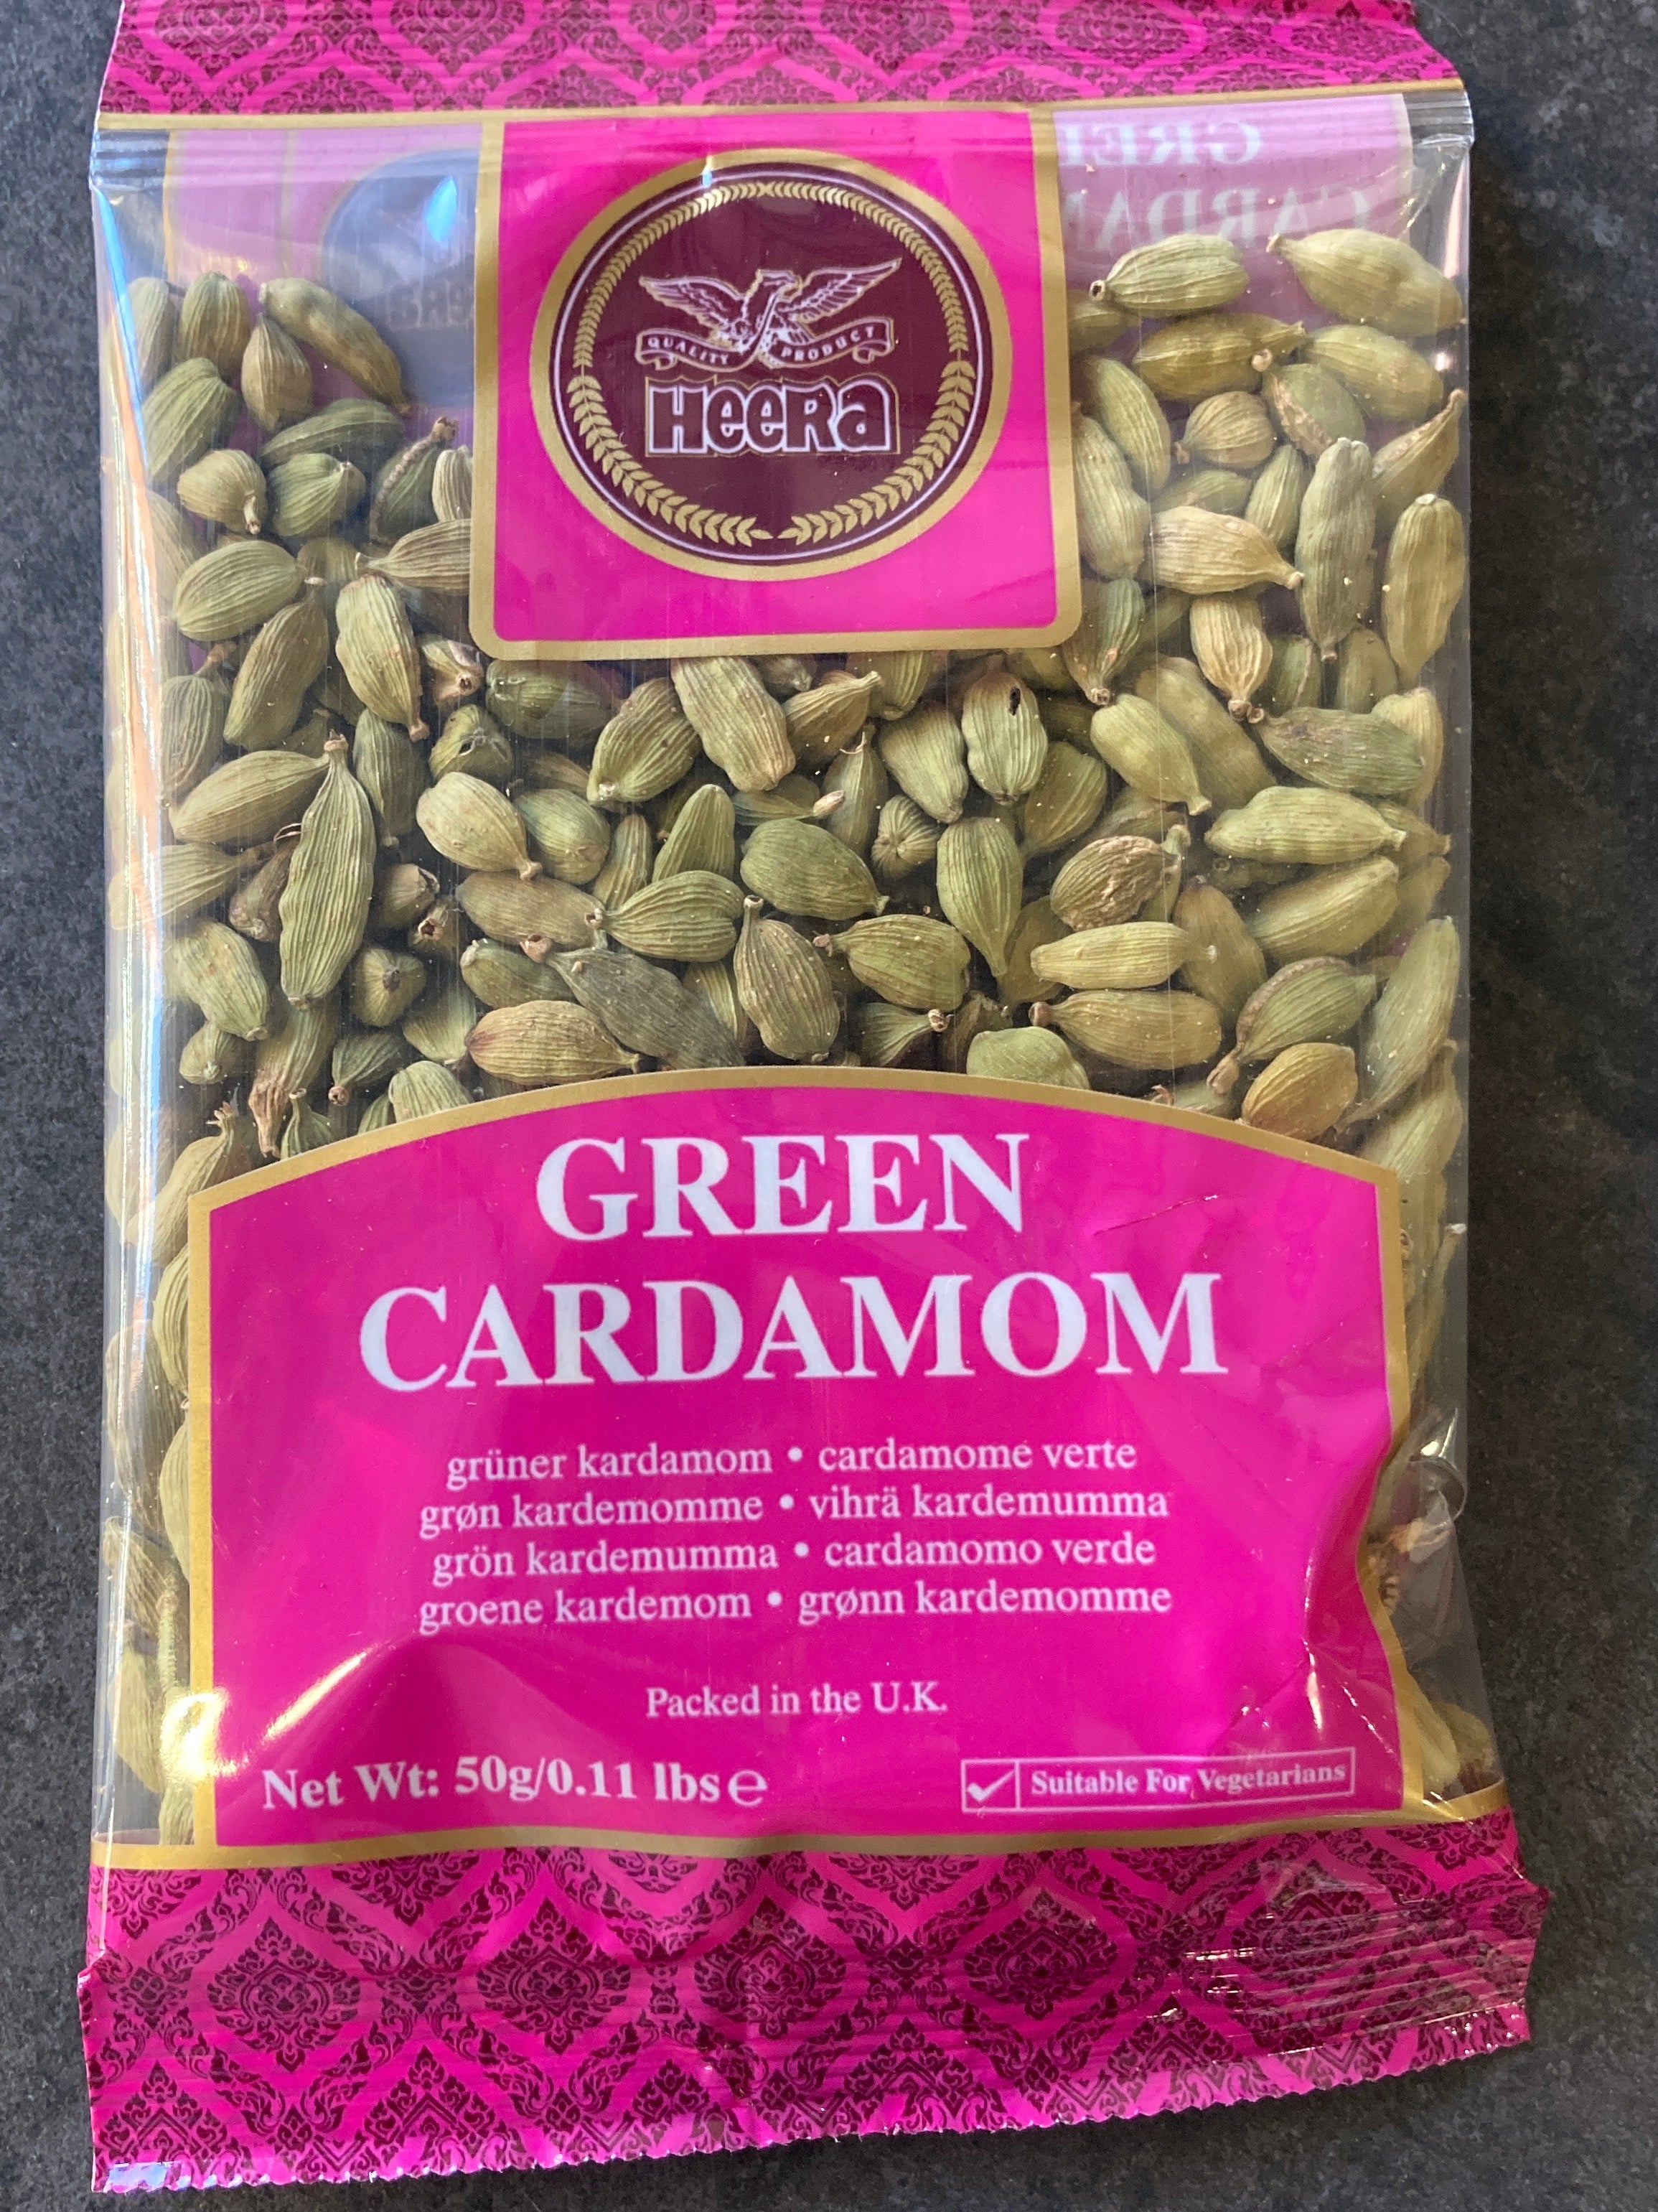 QUALITY PRODUCT
HeeRa
GREEN
CARDAMOM
grüner kardamom • cardamome verte
grøn kardemomme • vihrä kardemumma
grön kardemumma • cardamomo verde
groene kardemom • grønn kardemomme
Packed in the U.K.
Net Wt: 50g/0.11 lbs ℮
Suitable For Vegetarians